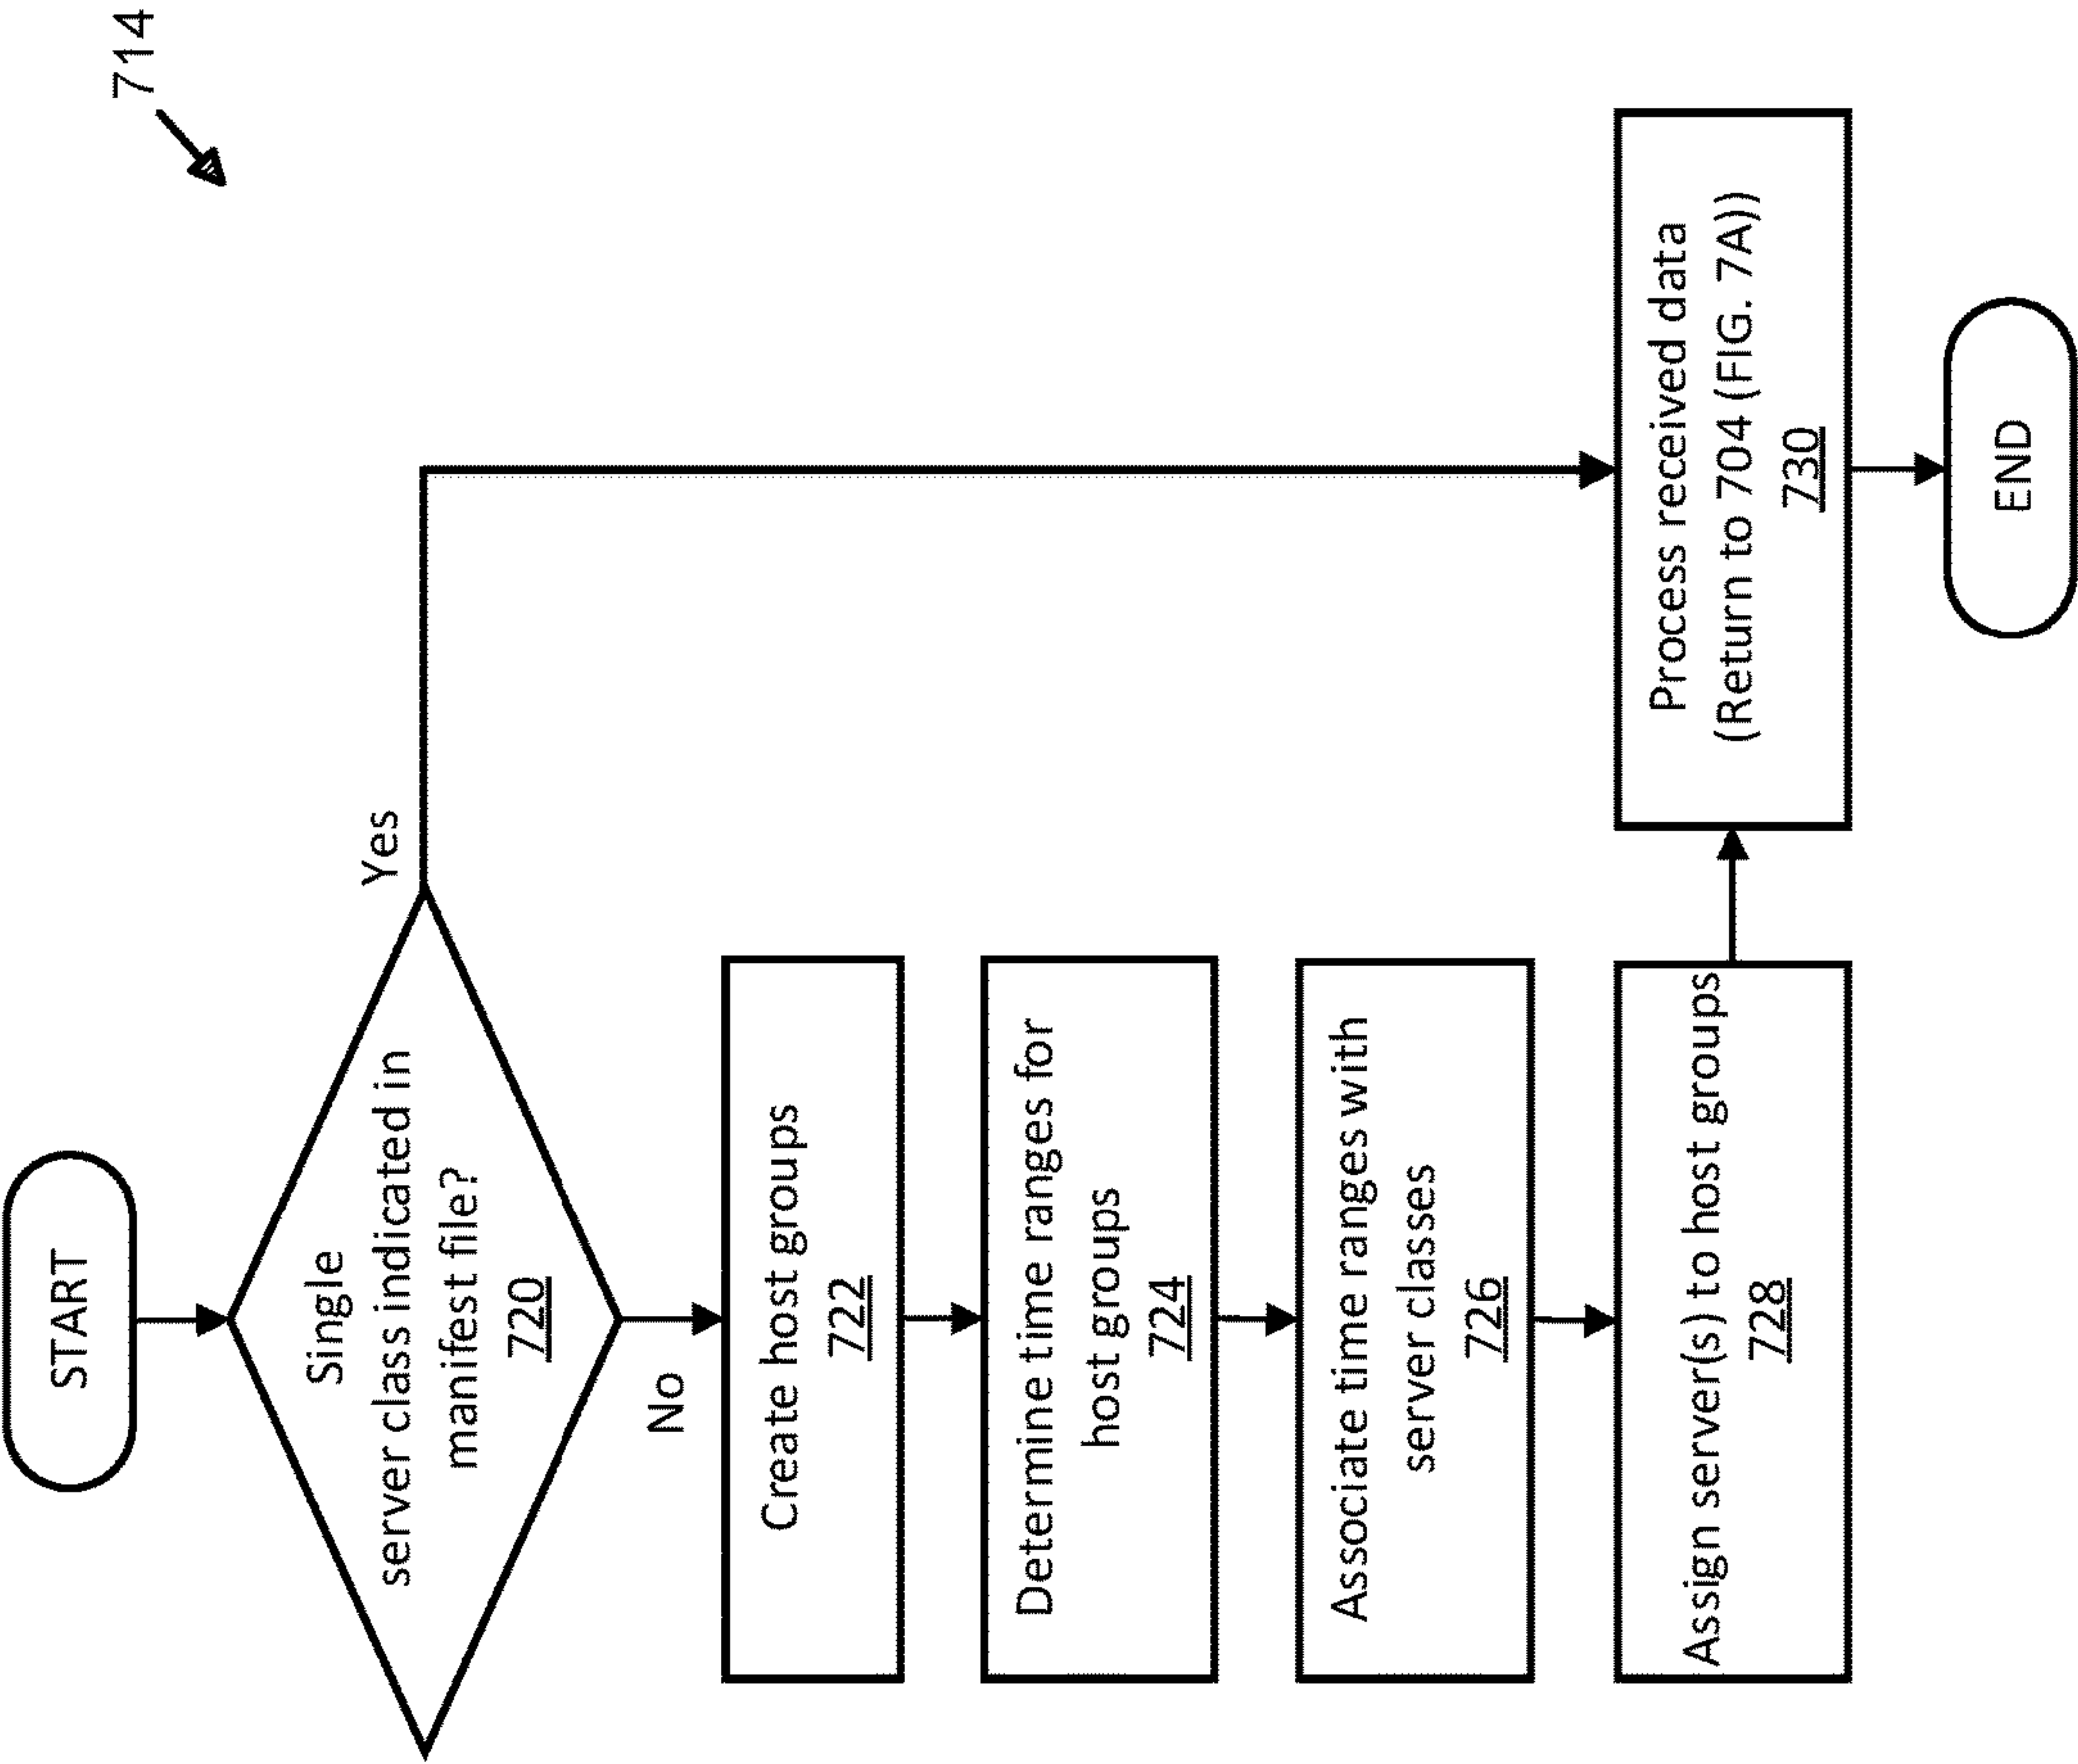 714
START
Single
server class indicated in
manifest file?
720
Yes
No
Create host groups
722
Determine time ranges for
host groups
724
Associate time ranges with
server classes
726
Assign server(s) to host groups
728
Process received data
(Return to 704 (FIG. 7A))
730
END